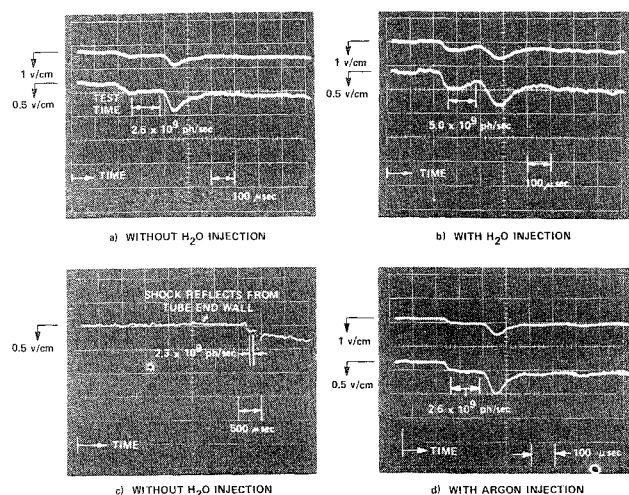 1 v/cm
0.5 v/cm
TEST
TIME
2.6 x 10⁹ ph/sec
TIME
100 μsec
a) WITHOUT H₂O INJECTION
1 v/cm
0.5 v/cm
5.0 x 10⁹ ph/sec
TIME
100 μsec
b) WITH H₂O INJECTION
SHOCK REFLECTS FROM
TUBE END WALL
0.5 v/cm
2.3 x 10⁹ ph/sec
500 μsec
TIME
c) WITHOUT H₂O INJECTION
1 v/cm
0.5 v/cm
2.6 x 10⁹ ph/sec
TIME
100 μsec
d) WITH ARGON INJECTION